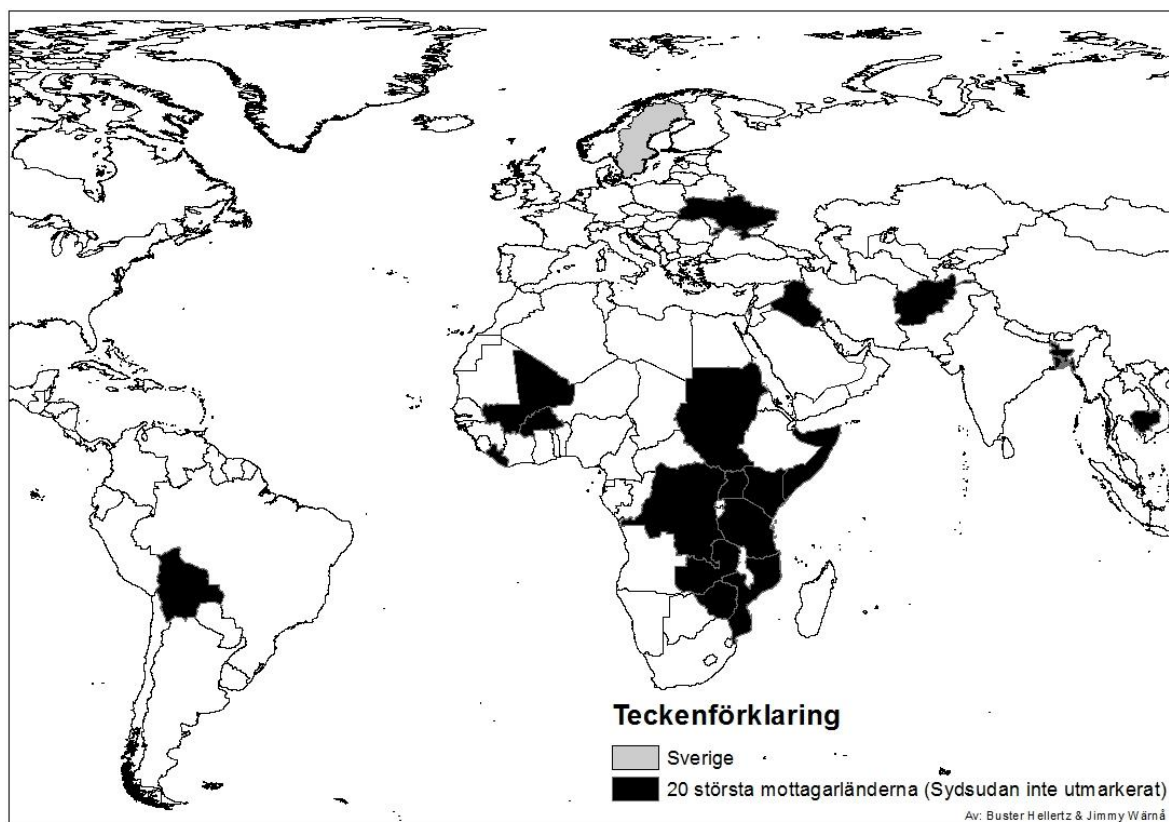 Teckenförklaring
Sverige
20 största mottagarländerna (Sydsudan inte utmarkerat)
Av: Buster Hellertz & Jimmy Wärnå